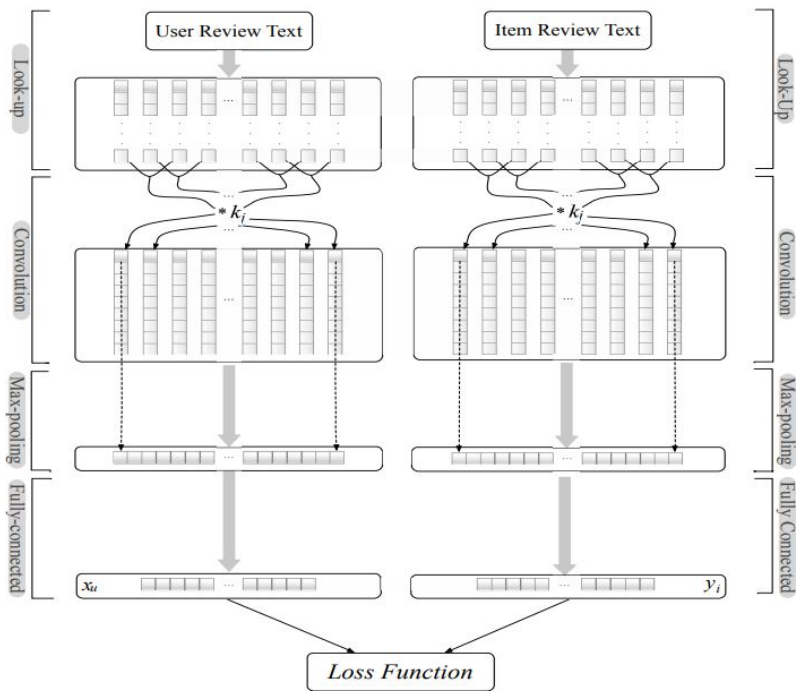 User Review Text
Item Review Text
Look-up
Look-Up
...
...
...
...
* k_i
* k_j
...
...
Convolution
Convolution
...
...
Max-pooling
Max-pooling
...
...
Fully-connected
Fully Connected
x_u
...
...
y_i
Loss Function